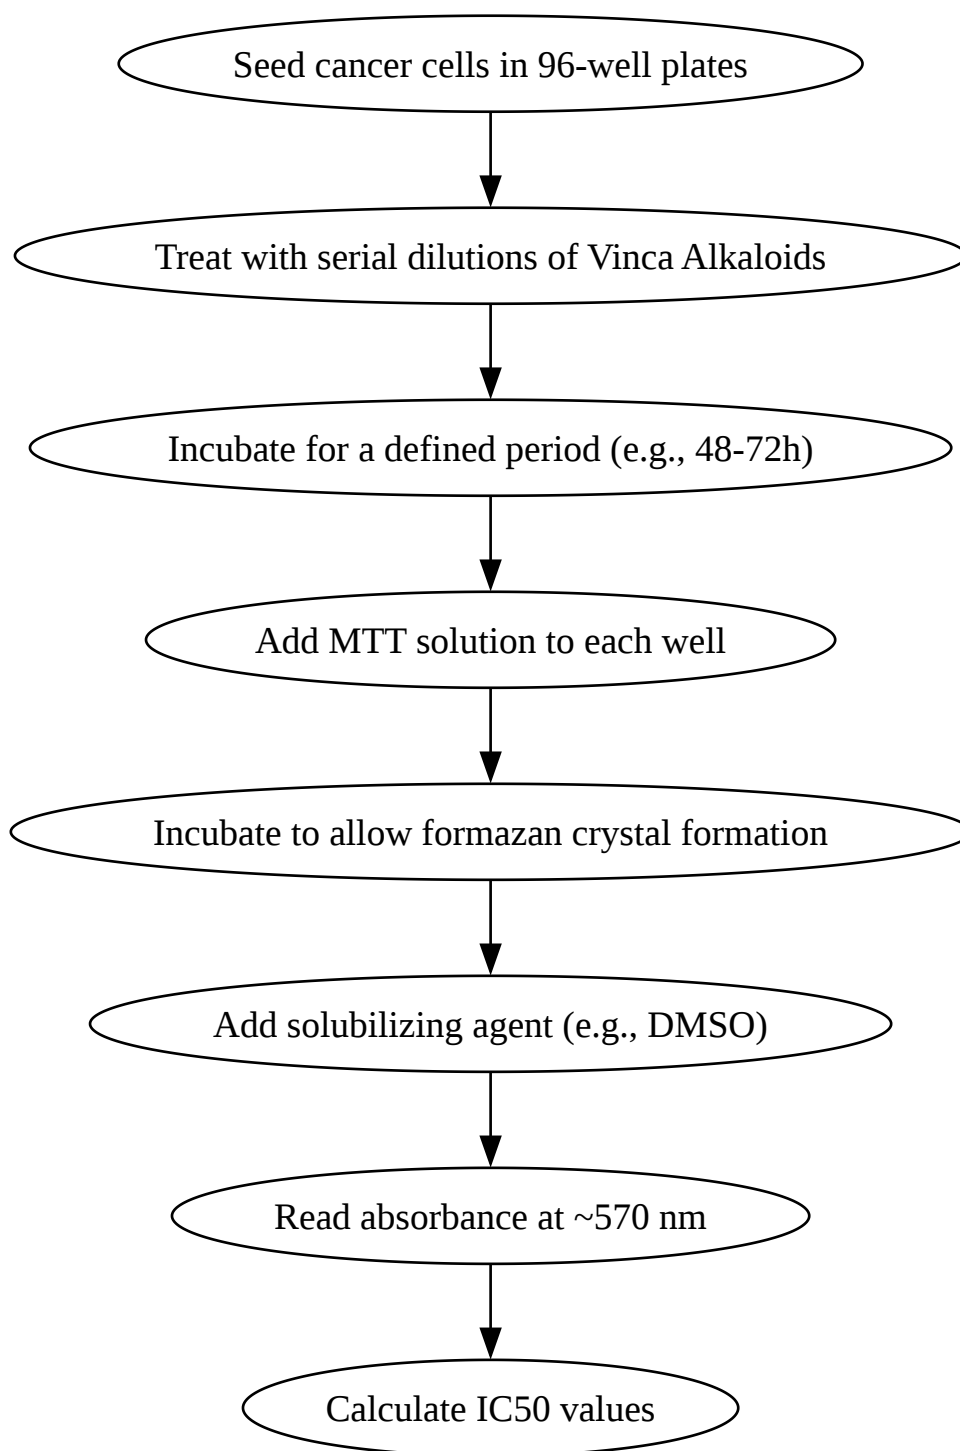 Seed cancer cells in 96-well plates
Treat with serial dilutions of Vinca Alkaloids
Incubate for a defined period (e.g., 48-72h)
Add MTT solution to each well
Incubate to allow formazan crystal formation
Add solubilizing agent (e.g., DMSO)
Read absorbance at ~570 nm
Calculate IC50 values